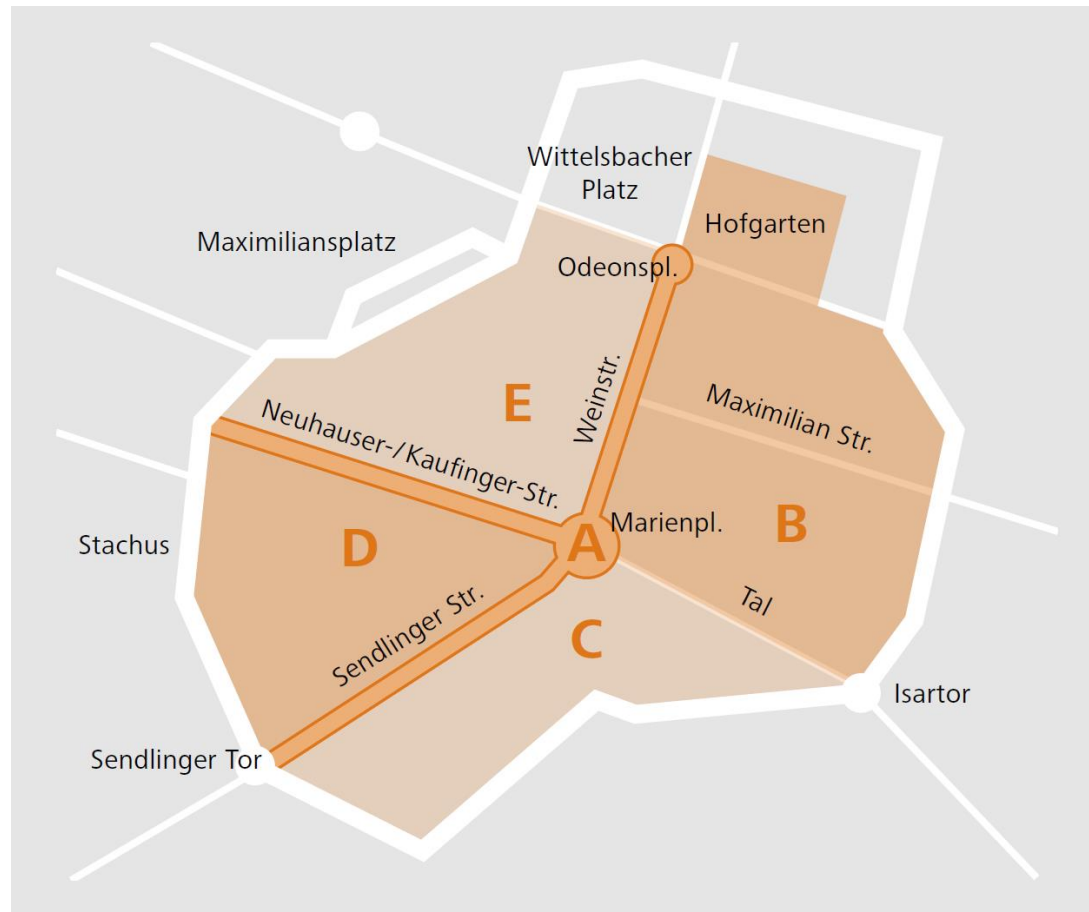 Wittelsbacher
Platz
Hofgarten
Maximiliansplatz
Odeonspl.
Weinstr.
Maximilian Str.
E
Neuhauser-/Kaufinger-Str.
Marienpl.
B
A
D
Stachus
Tal
Sendlinger Str.
C
Isartor
Sendlinger Tor